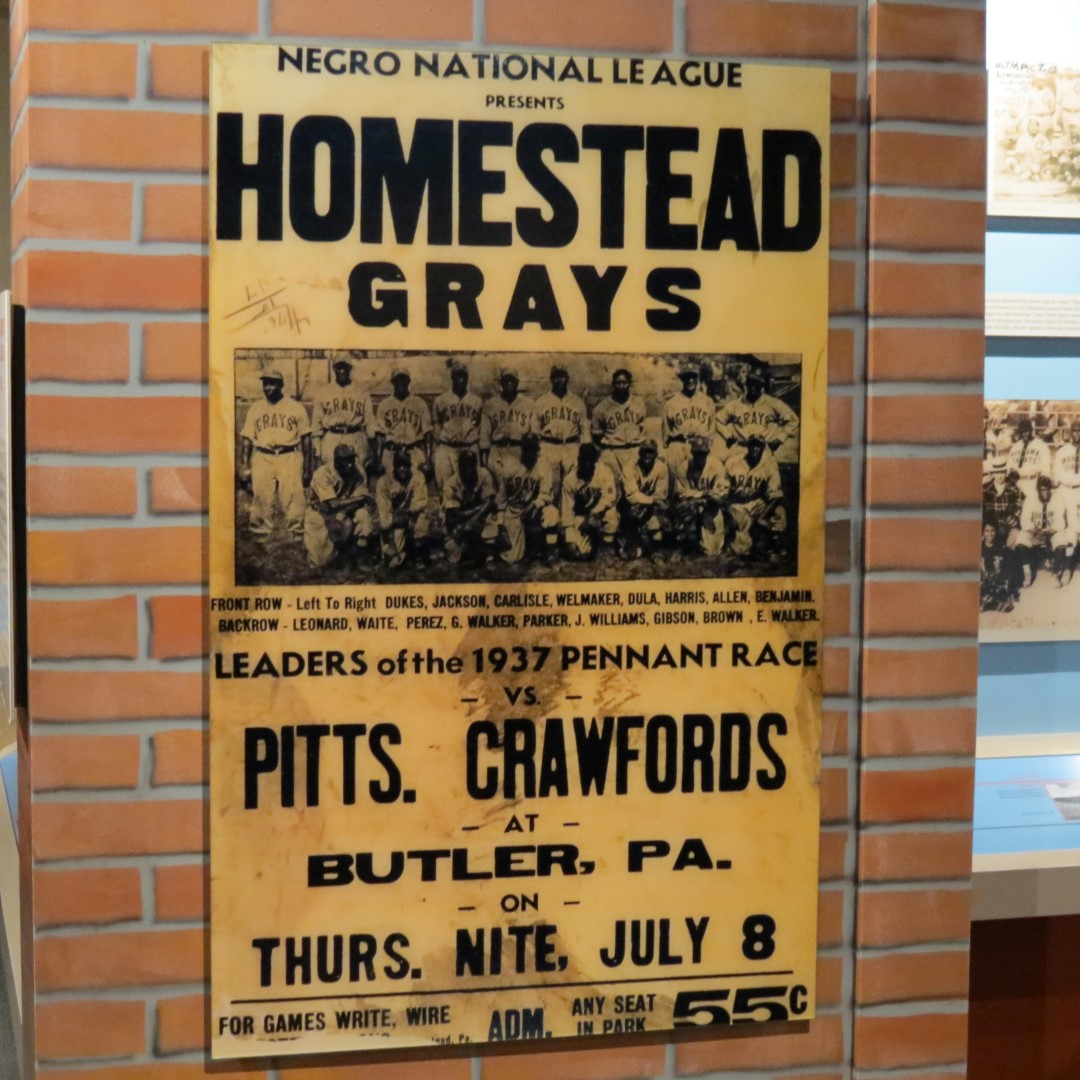 NEGRO NATIONAL LEAGUE
PRESENTS
HOMESTEAD
GRAYS
FRONT ROW - Left To Right DUKES, JACKSON, CARLISLE, WELMAKER, DULA, HARRIS, ALLEN, BENJAMIN.
BACKROW - LEONARD, WAITE, PEREZ, G. WALKER, PARKER, J. WILLIAMS, GIBSON, BROWN , E. WALKER.
LEADERS of the 1937 PENNANT RACE
- VS. -
PITTS. CRAWFORDS
- AT -
BUTLER, PA.
- ON -
THURS. NITE, JULY 8
FOR GAMES WRITE, WIRE
ADM.
ANY SEAT
IN PARK
55c